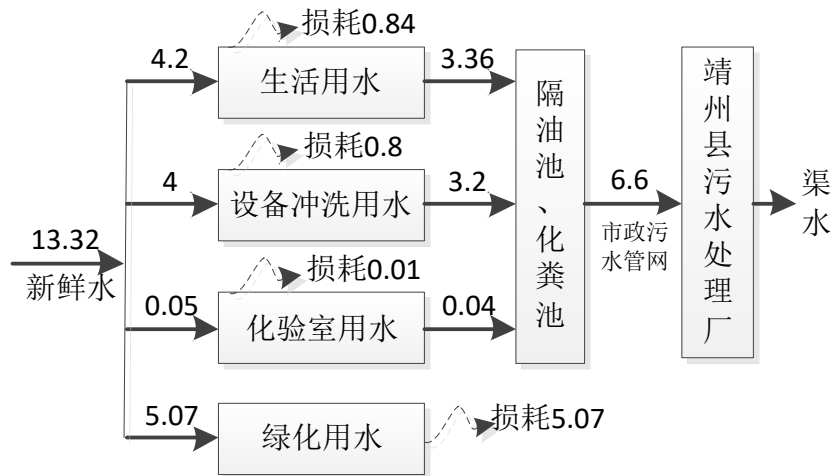 损耗0.84
4.2
生活用水
3.36
损耗0.8
4
设备冲洗用水
3.2
13.32
新鲜水
损耗0.01
0.05
化验室用水
0.04
5.07
绿化用水
损耗5.07
隔油池、化粪池
6.6
市政污
水管网
靖州县污水处理厂
渠水